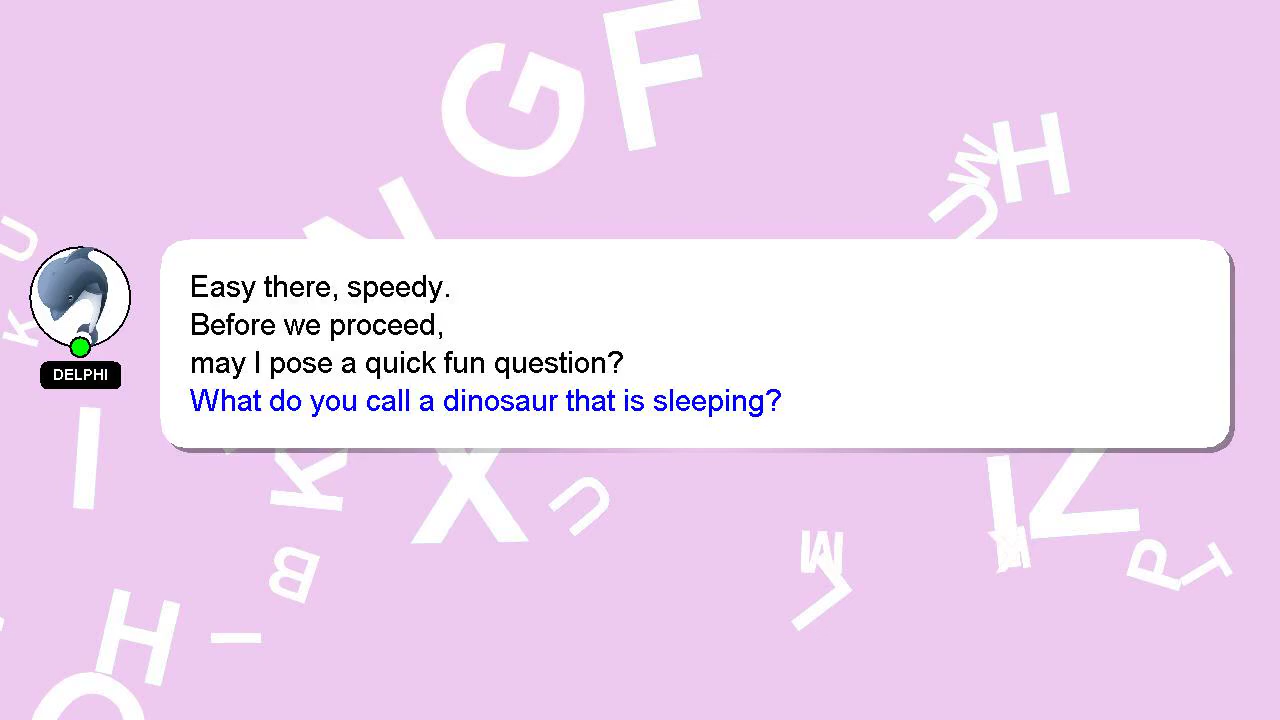 Easy there, speedy.
Before we proceed,
may I pose a quick fun question?
What do you call a dinosaur that is sleeping?
DELPHI
G
F
H
W
U
N
U
K
I
K
X
U
I
Z
M
L
P
T
B
H
I
O